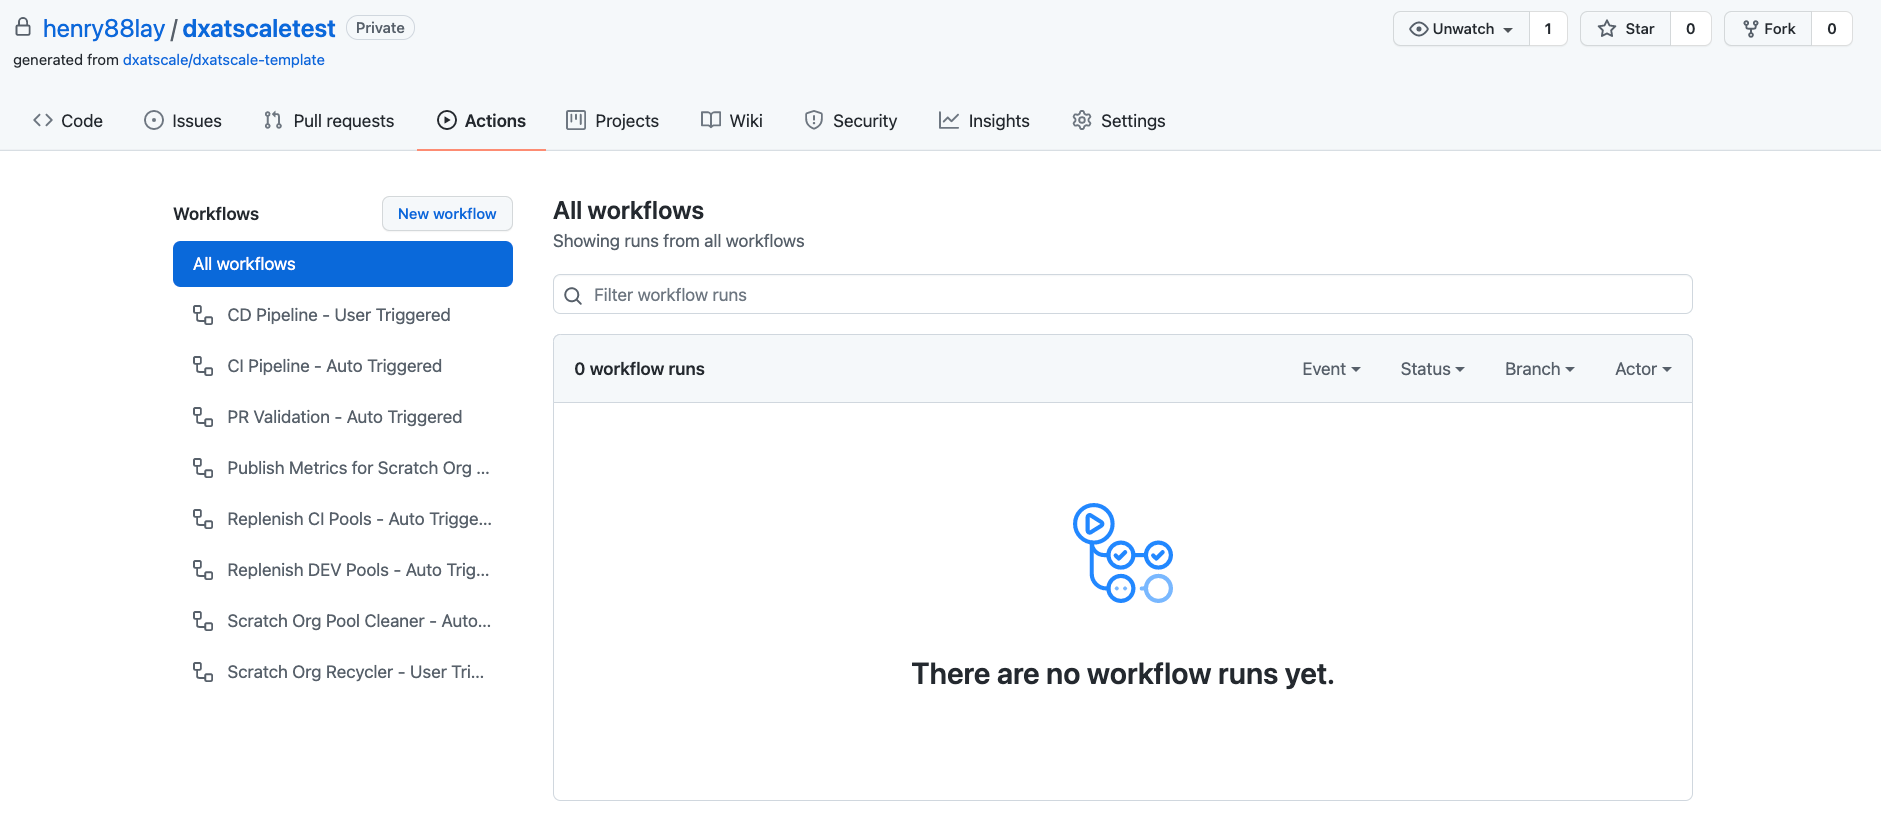 henry88lay / dxatscaletest Private
Unwatch 1 Star 0 Fork 0
generated from dxatscale/dxatscale-template
Code Issues Pull requests Actions Projects Wiki Security Insights Settings
Workflows
New workflow
All workflows
CD Pipeline - User Triggered
CI Pipeline - Auto Triggered
PR Validation - Auto Triggered
Publish Metrics for Scratch Org ...
Replenish CI Pools - Auto Trigge...
Replenish DEV Pools - Auto Trig...
Scratch Org Pool Cleaner - Auto...
Scratch Org Recycler - User Tri...
All workflows
Showing runs from all workflows
Filter workflow runs
0 workflow runs Event Status Branch Actor
There are no workflow runs yet.